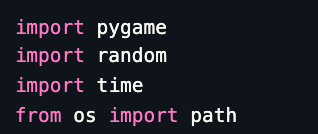 import pygame
import random
import time
from os import path